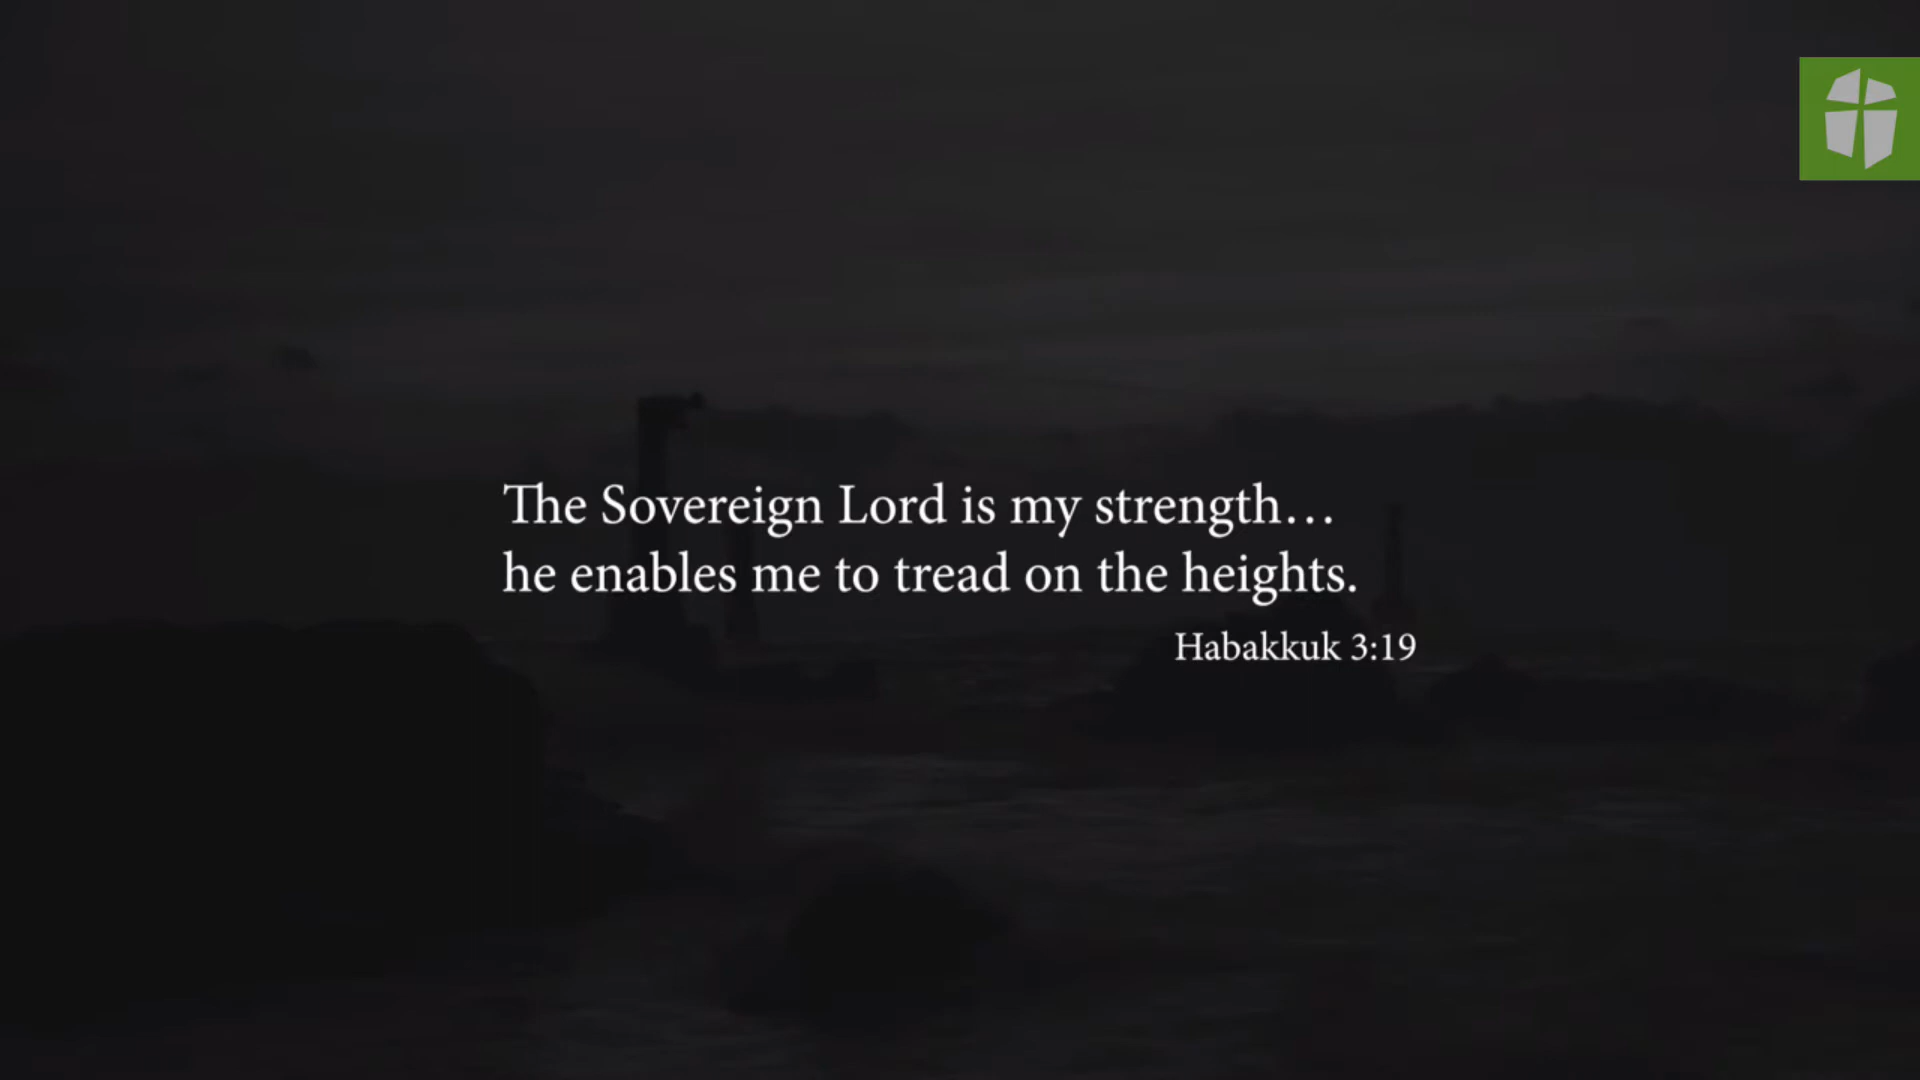 The Sovereign Lord is my strength…
he enables me to tread on the heights.
Habakkuk 3:19